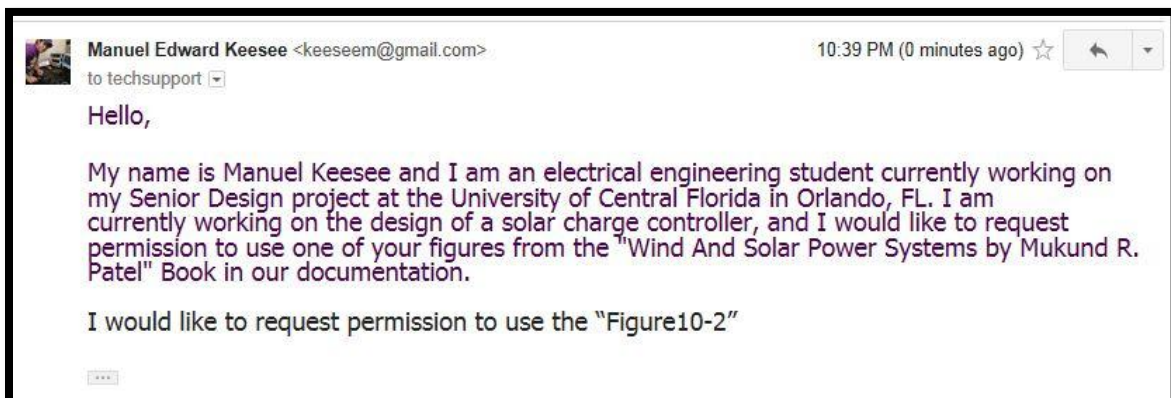 Manuel Edward Keesee <keeseem@gmail.com> 10:39 PM (0 minutes ago)
to techsupport
Hello,
My name is Manuel Keesee and I am an electrical engineering student currently working on
my Senior Design project at the University of Central Florida in Orlando, FL. I am
currently working on the design of a solar charge controller, and I would like to request
permission to use one of your figures from the "Wind And Solar Power Systems by Mukund R.
Patel" Book in our documentation.
I would like to request permission to use the “Figure10-2”